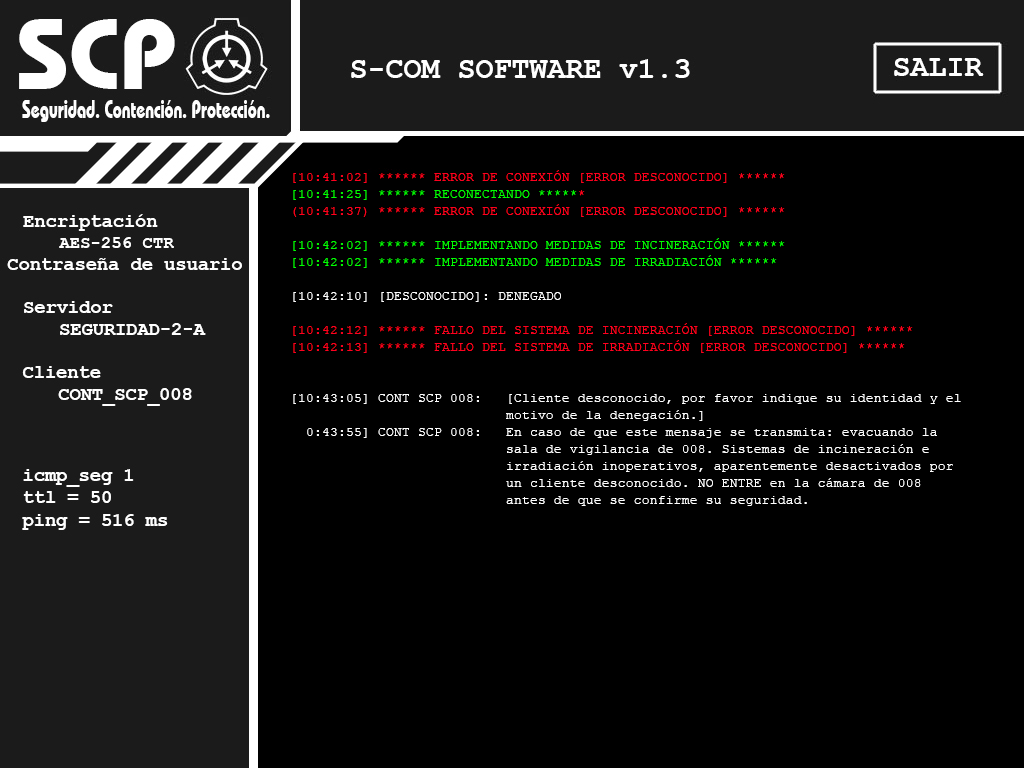 SCP
Seguridad. Contención. Protección.
S-COM SOFTWARE v1.3
SALIR
Encriptación
AES-256 CTR
Contraseña de usuario
Servidor
SEGURIDAD-2-A
Cliente
CONT_SCP_008
icmp_seg 1
ttl = 50
ping = 516 ms
[10:41:02] ****** ERROR DE CONEXIÓN [ERROR DESCONOCIDO] ******
[10:41:25] ****** RECONECTANDO ******
(10:41:37) ****** ERROR DE CONEXIÓN [ERROR DESCONOCIDO] ******
[10:42:02] ****** IMPLEMENTANDO MEDIDAS DE INCINERACIÓN ******
[10:42:02] ****** IMPLEMENTANDO MEDIDAS DE IRRADIACIÓN ******
[10:42:10] [DESCONOCIDO]: DENEGADO
[10:42:12] ****** FALLO DEL SISTEMA DE INCINERACIÓN [ERROR DESCONOCIDO] ******
[10:42:13] ****** FALLO DEL SISTEMA DE IRRADIACIÓN [ERROR DESCONOCIDO] ******
[10:43:05] CONT SCP 008: [Cliente desconocido, por favor indique su identidad y el
motivo de la denegación.]
0:43:55] CONT SCP 008: En caso de que este mensaje se transmita: evacuando la
sala de vigilancia de 008. Sistemas de incineración e
irradiación inoperativos, aparentemente desactivados por
un cliente desconocido. NO ENTRE en la cámara de 008
antes de que se confirme su seguridad.